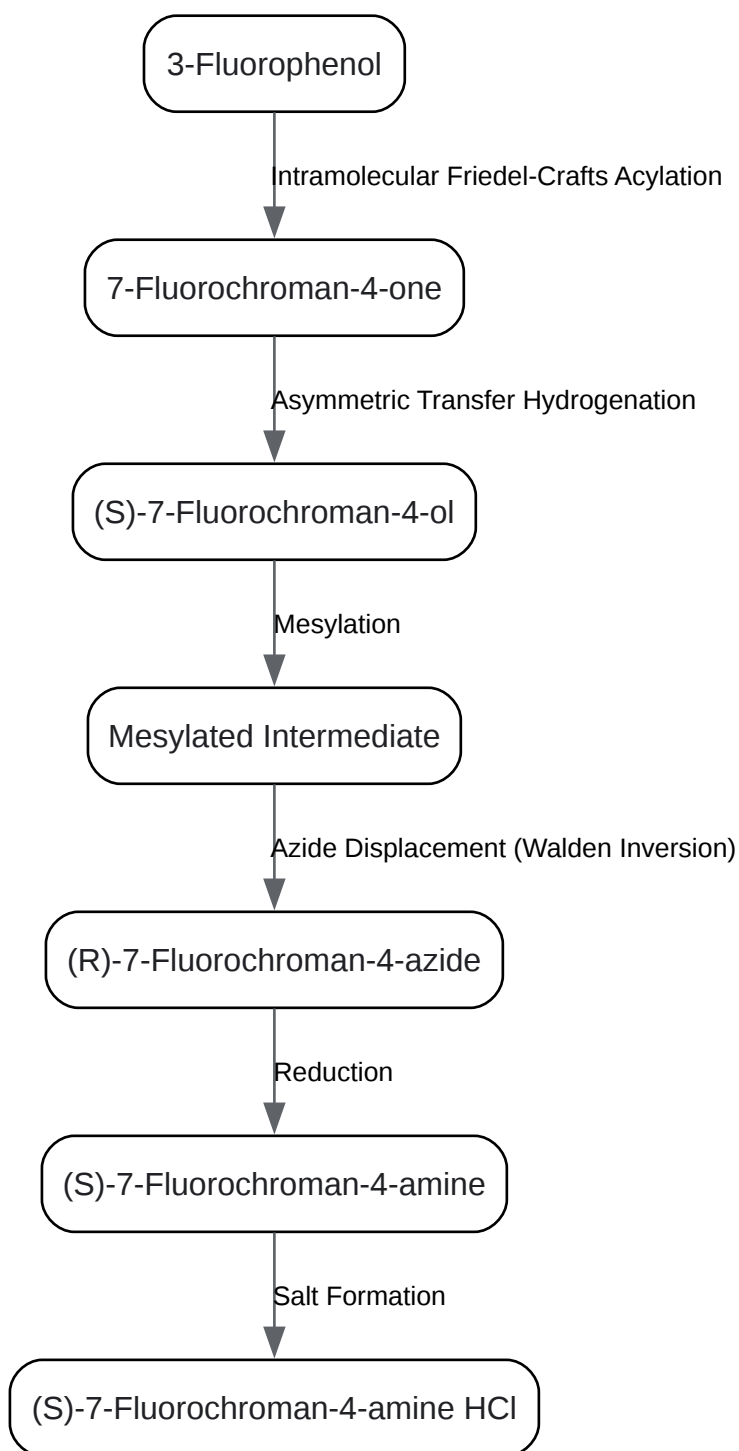 3-Fluorophenol
Intramolecular Friedel-Crafts Acylation
7-Fluorochroman-4-one
Asymmetric Transfer Hydrogenation
(S)-7-Fluorochroman-4-ol
Mesylation
Mesylated Intermediate
Azide Displacement (Walden Inversion)
(R)-7-Fluorochroman-4-azide
Reduction
(S)-7-Fluorochroman-4-amine
Salt Formation
(S)-7-Fluorochroman-4-amine HCl